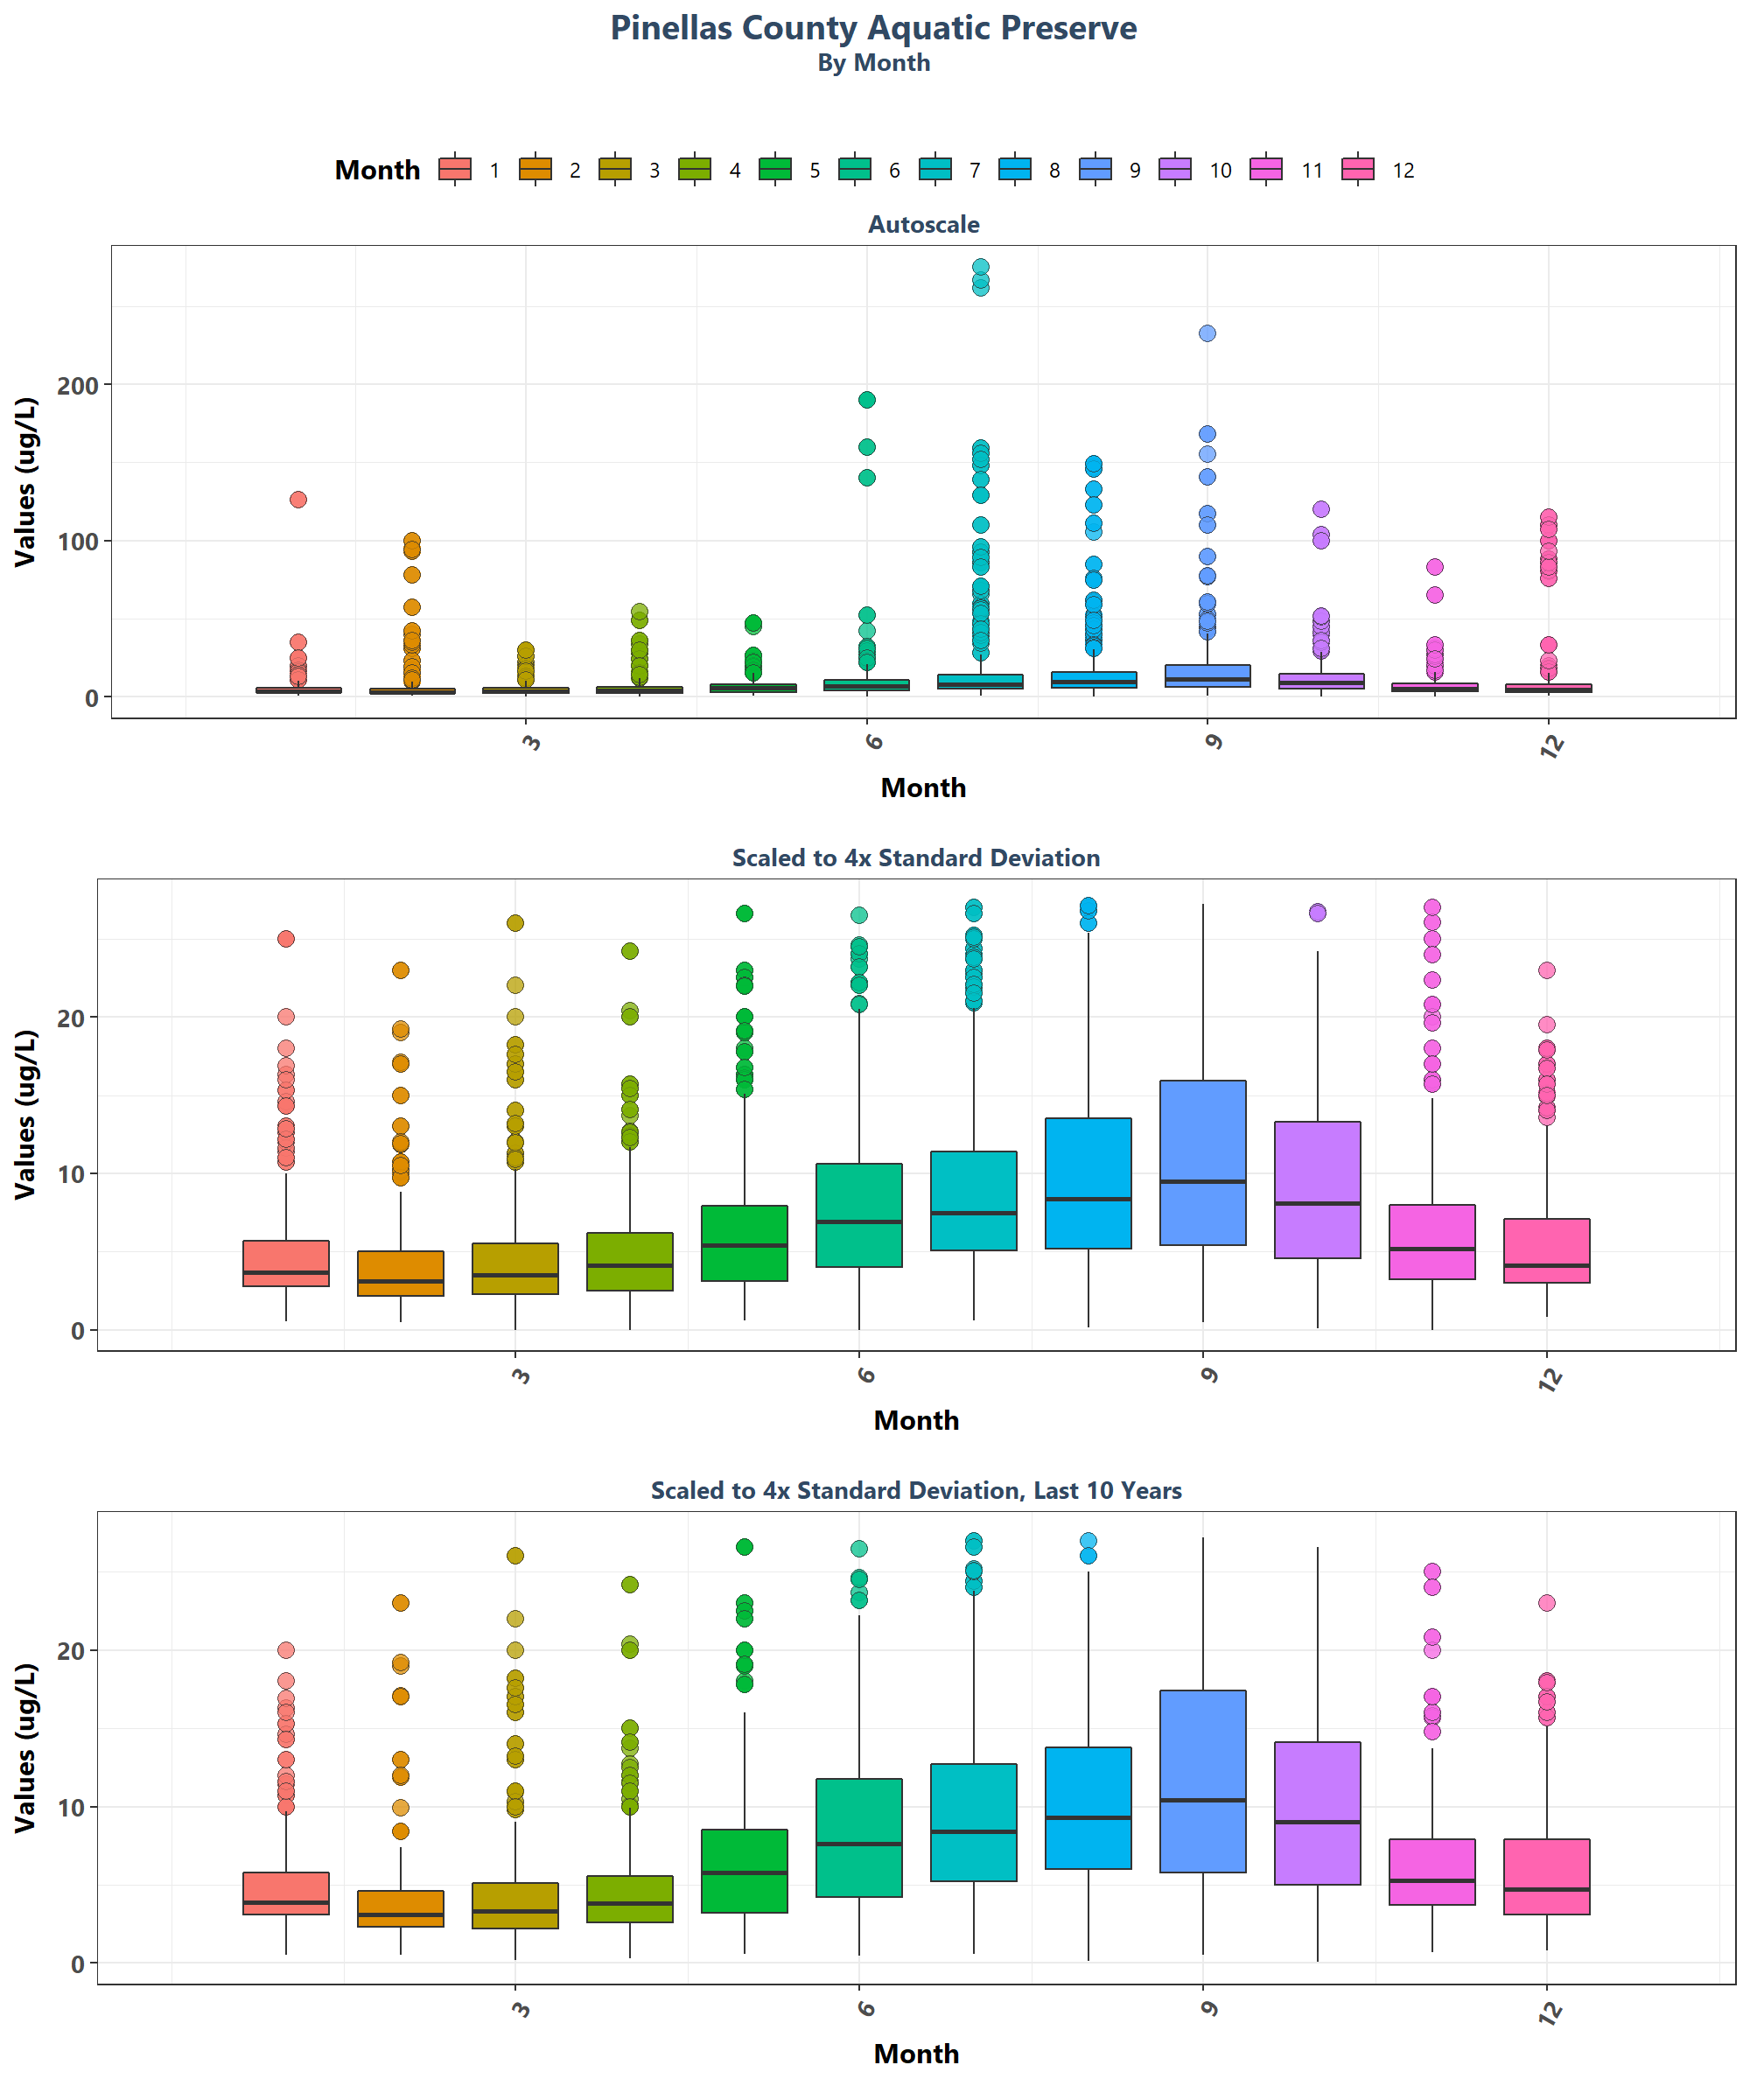 Pinellas County Aquatic Preserve
By Month
Month 1 2 3 4 5 6 7 8 9 10 11 12
Autoscale
Values (ug/L)
200
100
0
3 6 9 12
Month
Scaled to 4x Standard Deviation
Values (ug/L)
20
10
0
3 6 9 12
Month
Scaled to 4x Standard Deviation, Last 10 Years
Values (ug/L)
20
10
0
3 6 9 12
Month